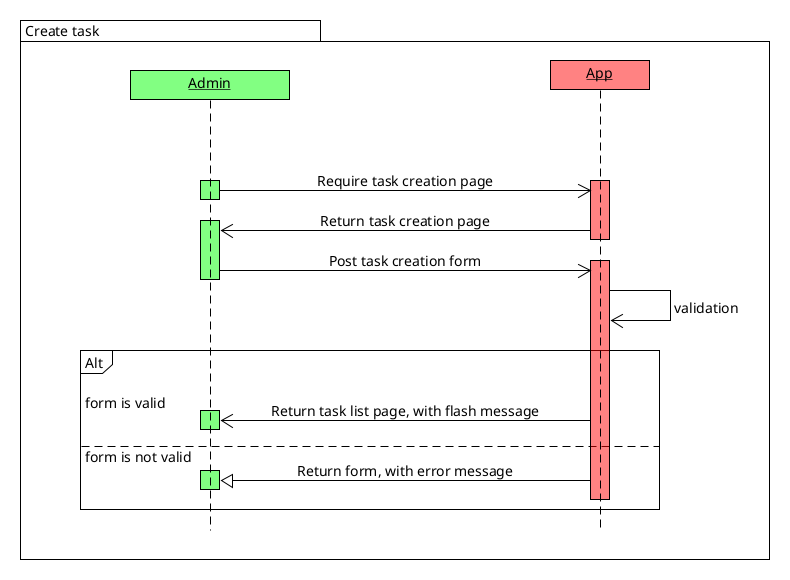 Create task
Admin
App
Require task creation page
Return task creation page
Post task creation form
validation
Alt
form is valid
Return task list page, with flash message
form is not valid
Return form, with error message